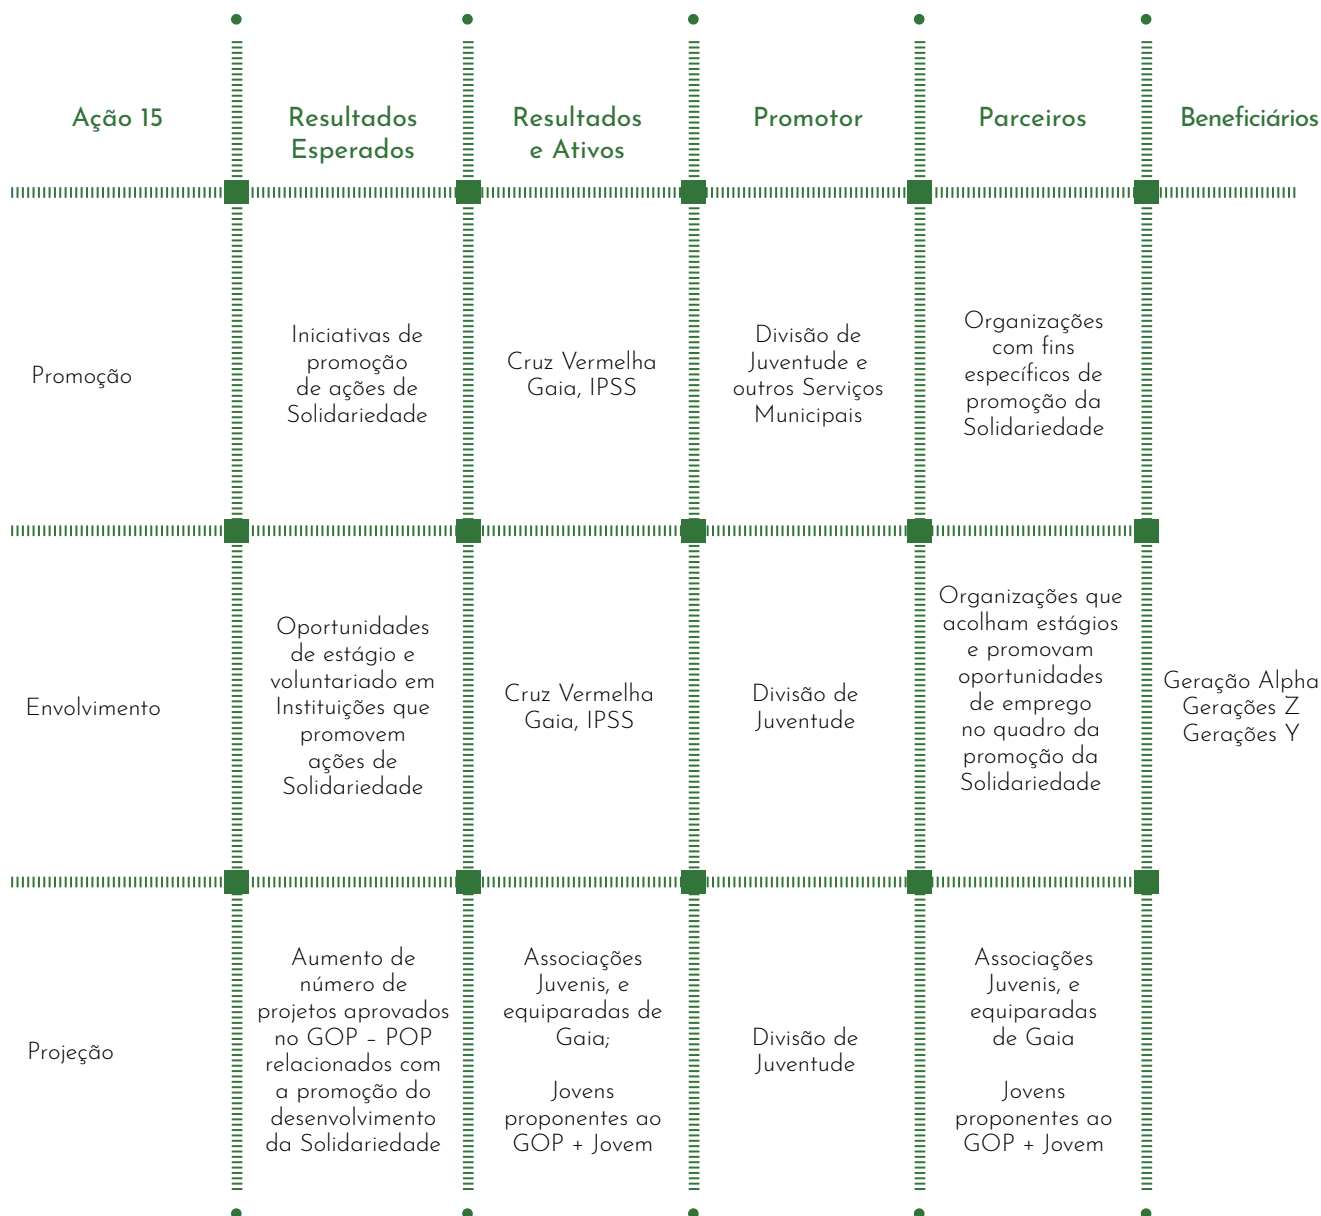 Ação 15
Resultados
Esperados
Resultados
e Ativos
Promotor
Parceiros
Beneficiários
Promoção
Iniciativas de
promoção
de ações de
Solidariedade
Cruz Vermelha
Gaia, IPSS
Divisão de
Juventude e
outros Serviços
Municipais
Organizações
com fins
específicos de
promoção da
Solidariedade
Envolvimento
Oportunidades
de estágio e
voluntariado em
Instituições que
promovem
ações de
Solidariedade
Cruz Vermelha
Gaia, IPSS
Divisão de
Juventude
Organizações que
acolham estágios
e promovam
oportunidades
de emprego
no quadro da
promoção da
Solidariedade
Geração Alpha
Gerações Z
Gerações Y
Projeção
Aumento de
número de
projetos aprovados
no GOP – POP
relacionados com
a promoção do
desenvolvimento
da Solidariedade
Associações
Juvenis, e
equiparadas de
Gaia;
Jovens
proponentes ao
GOP + Jovem
Divisão de
Juventude
Associações
Juvenis, e
equiparadas
de Gaia
Jovens
proponentes ao
GOP + Jovem